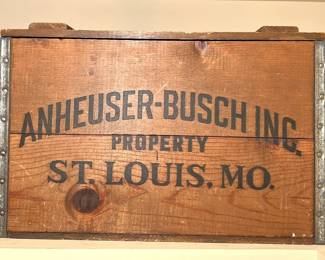 ANHEUSER-BUSCH INC.
PROPERTY
ST. LOUIS. MO.